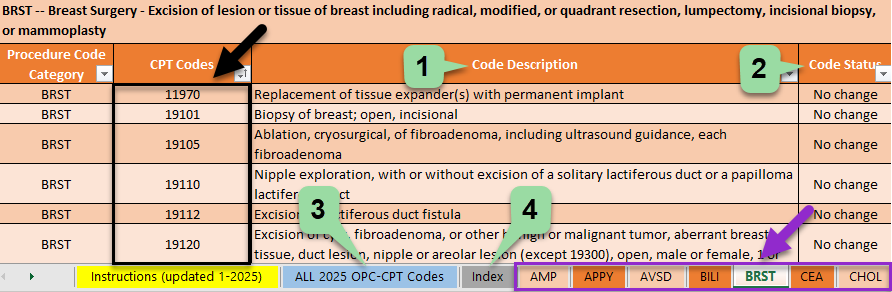 BRST -- Breast Surgery - Excision of lesion or tissue of breast including radical, modified, or quadrant resection, lumpectomy, incisional biopsy,
or mammoplasty
Procedure Code
Category
CPT Codes
1
Code Description
2
Code Status
BRST 11970 Replacement of tissue expander(s) with permanent implant No change
BRST 19101 Biopsy of breast; open, incisional No change
BRST 19105 Ablation, cryosurgical, of fibroadenoma, including ultrasound guidance, each
fibroadenoma No change
BRST 19110 Nipple exploration, with or without excision of a solitary lactiferous duct or a papilloma
lactifer ct No change
BRST 19112 Excision ctiferous duct fistula No change
BRST 19120 Excision of fibroadenoma, or other or malignant tumor, aberrant breast
tissue, duct lesion, nipple or areolar lesion (except 19300), open, male or female, 1 or No change
3
4
Instructions (updated 1-2025) ALL 2025 OPC-CPT Codes Index AMP APPY AVSD BILI BRST CEA CHOL